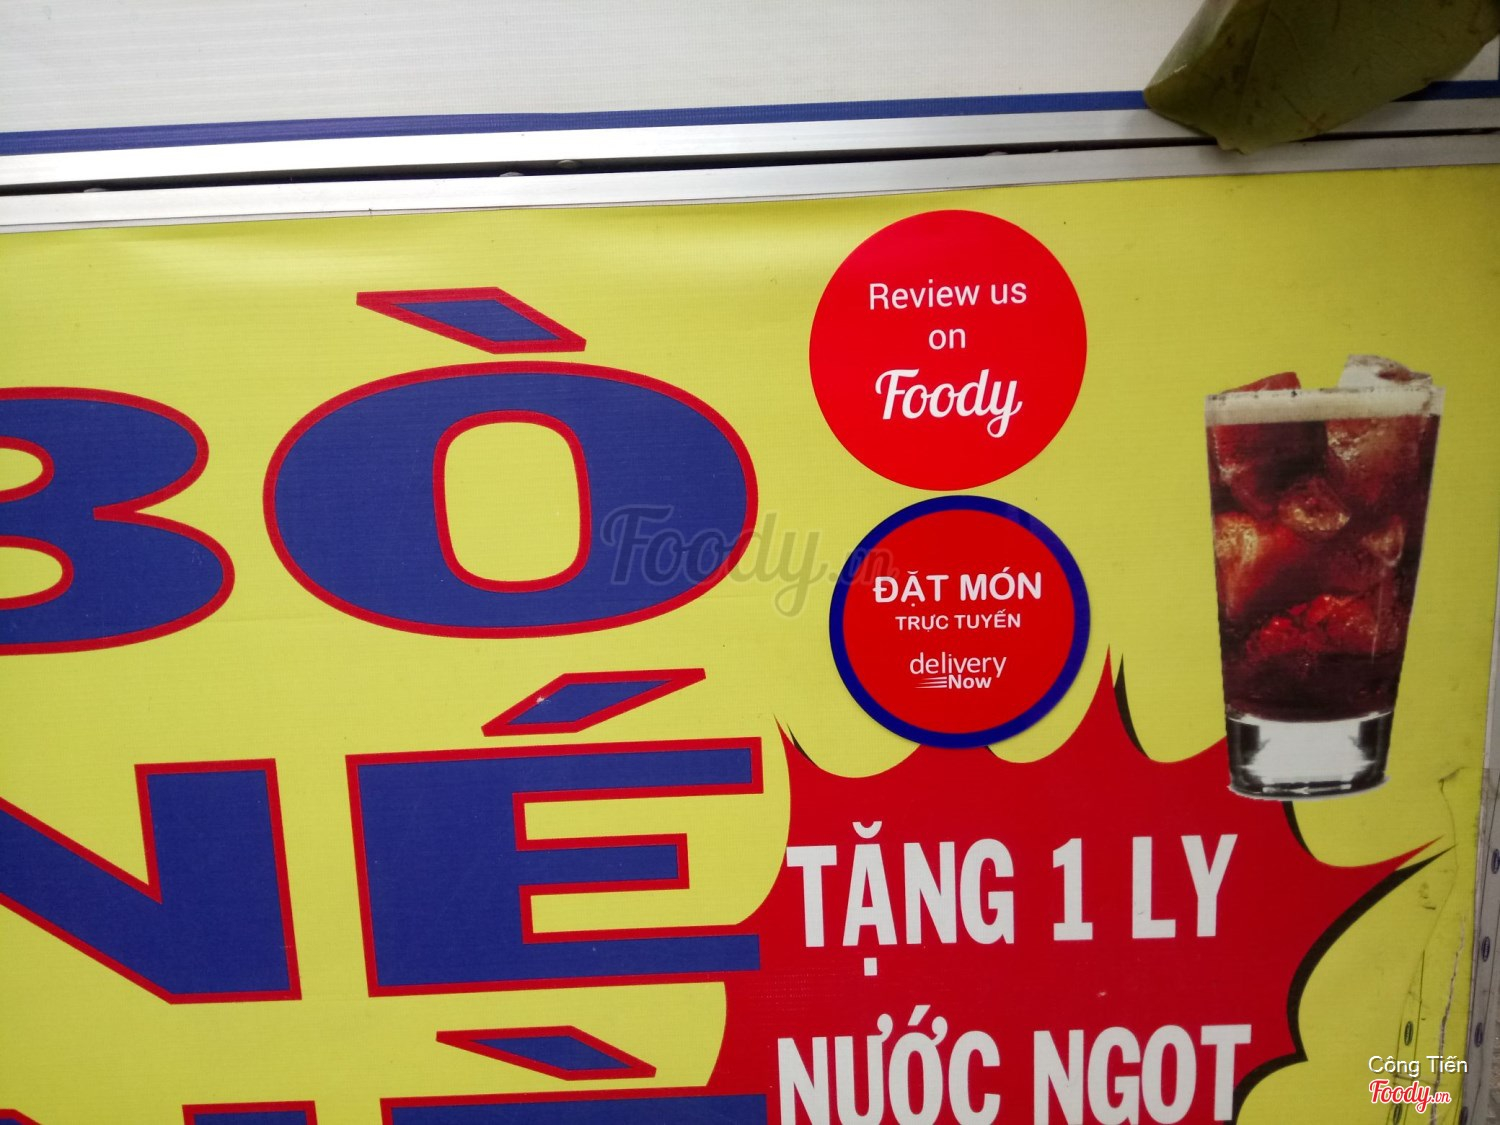 BÒ
NÉ
Review us
on
Foody
ĐẶT MÓN
TRỰC TUYẾN
delivery
Now
TẶNG 1 LY
NƯỚC NGỌT
Foody.vn
Công Tiến
Foody.vn